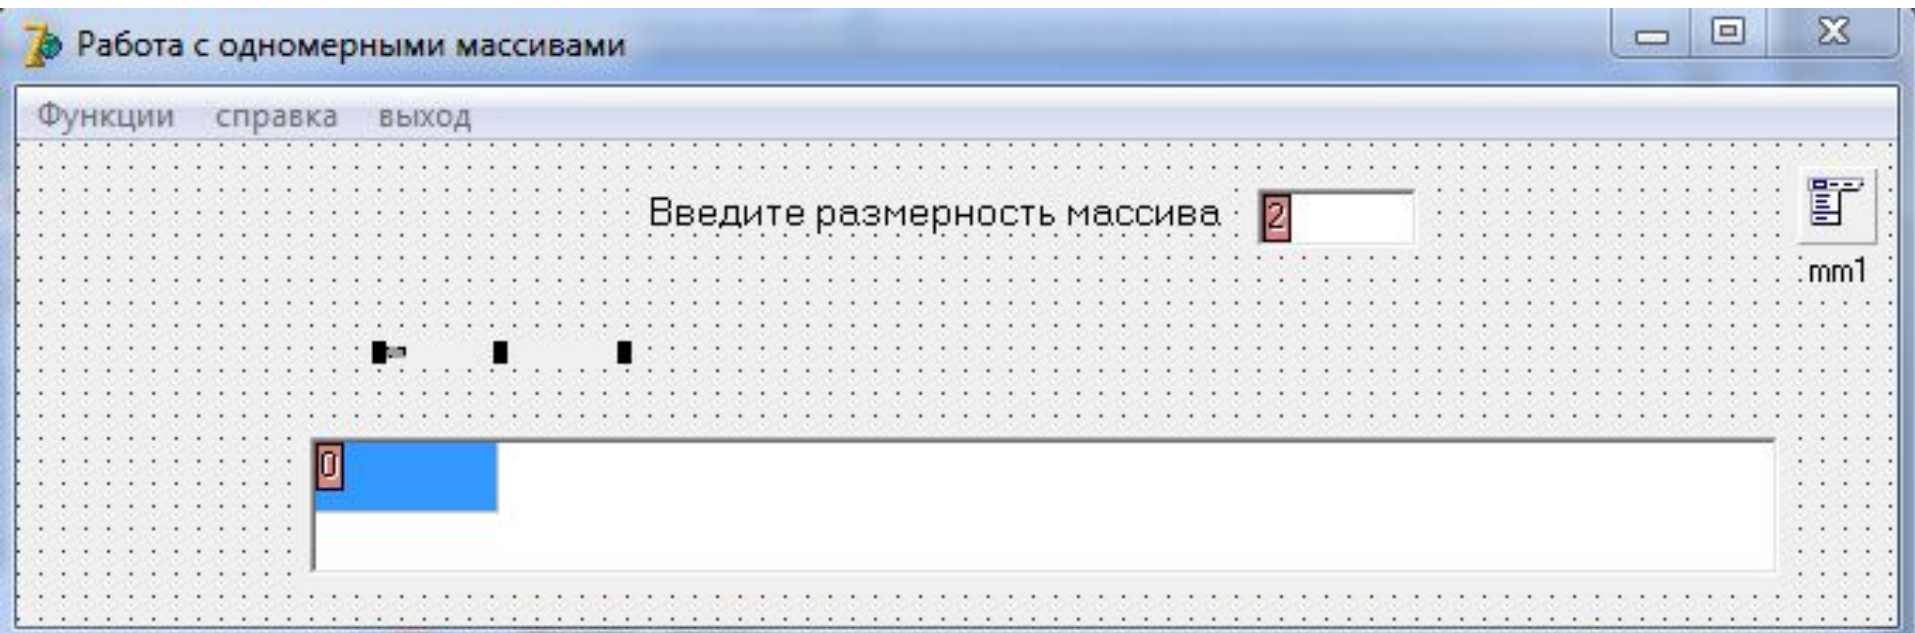 Работа с одномерными массивами
Функции справка выход
Введите размерность массива 2
mm1
0